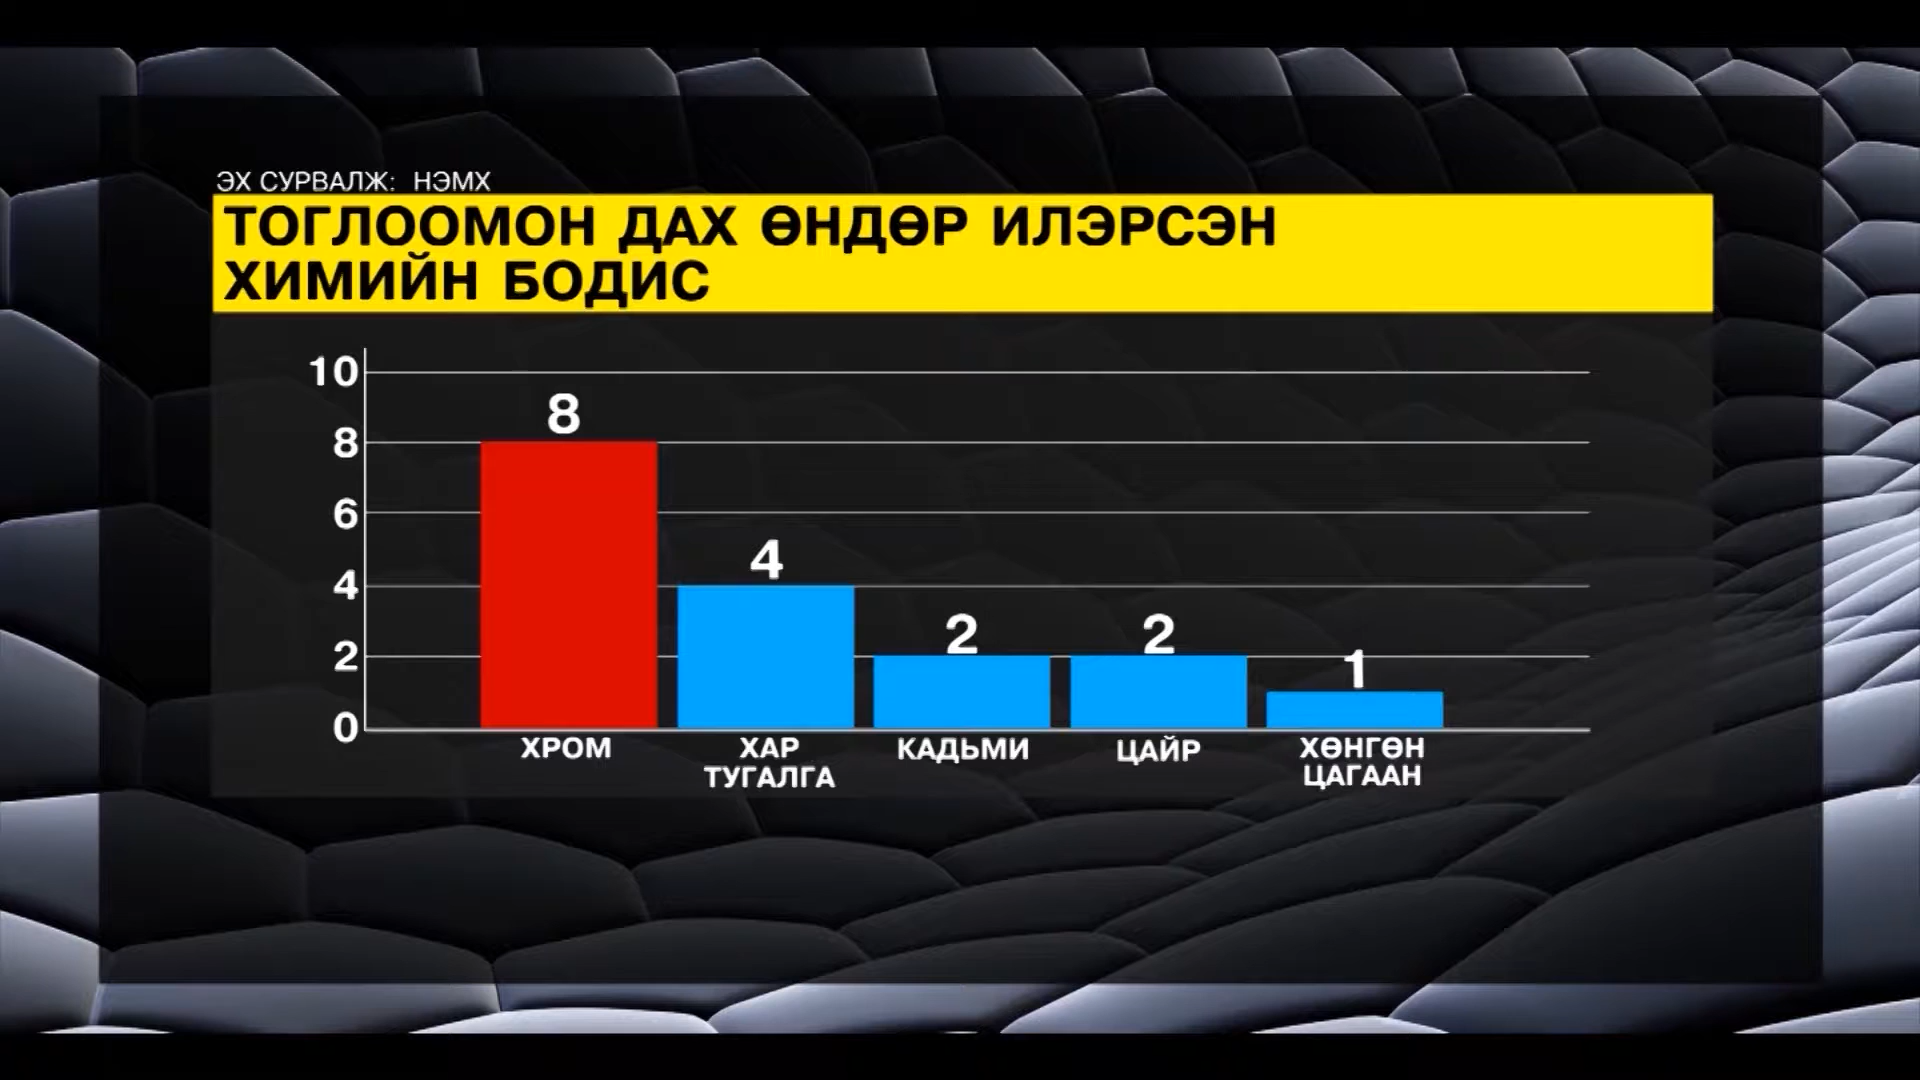 ЭХ СУРВАЛЖ: НЭМХ
ТОГЛООМОН ДАХ ӨНДӨР ИЛЭРСЭН
ХИМИЙН БОДИС
10
8
6
4
2
0
8
4
2
2
1
ХРОМ
ХАР
ТУГАЛГА
КАДЬМИ
ЦАЙР
ХӨНГӨН
ЦАГААН